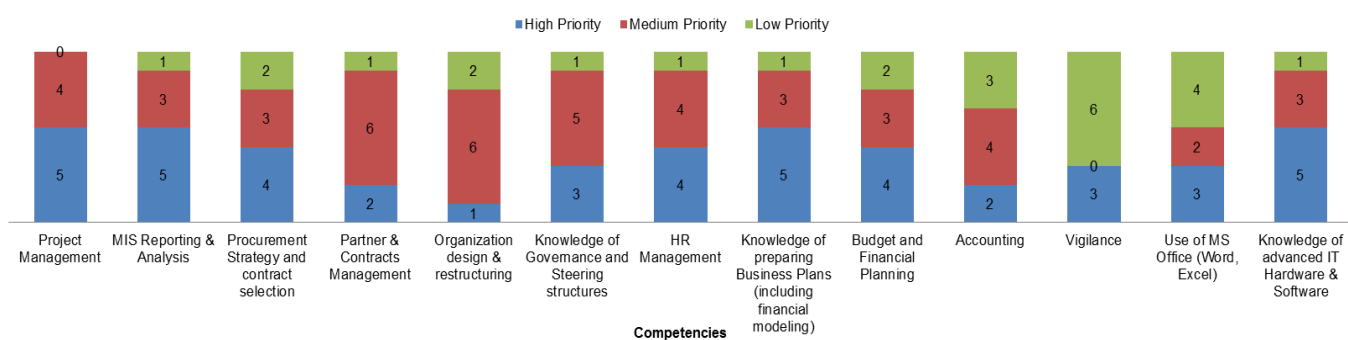 High Priority Medium Priority Low Priority
0 1 2 1 2 1 1 1 2 3 6 4 1
4 3 3 6 6 5 4 3 3 4 0 2 3
5 5 4 2 1 3 4 5 4 2 3 3 5
Project
Management
MIS Reporting &
Analysis
Procurement
Strategy and
contract
selection
Partner &
Contracts
Management
Organization
design &
restructuring
Knowledge of
Governance and
Steering
structures
HR
Management
Knowledge of
preparing
Business Plans
(including
financial
modeling)
Budget and
Financial
Planning
Accounting
Vigilance
Use of MS
Office (Word,
Excel)
Knowledge of
advanced IT
Hardware &
Software
Competencies